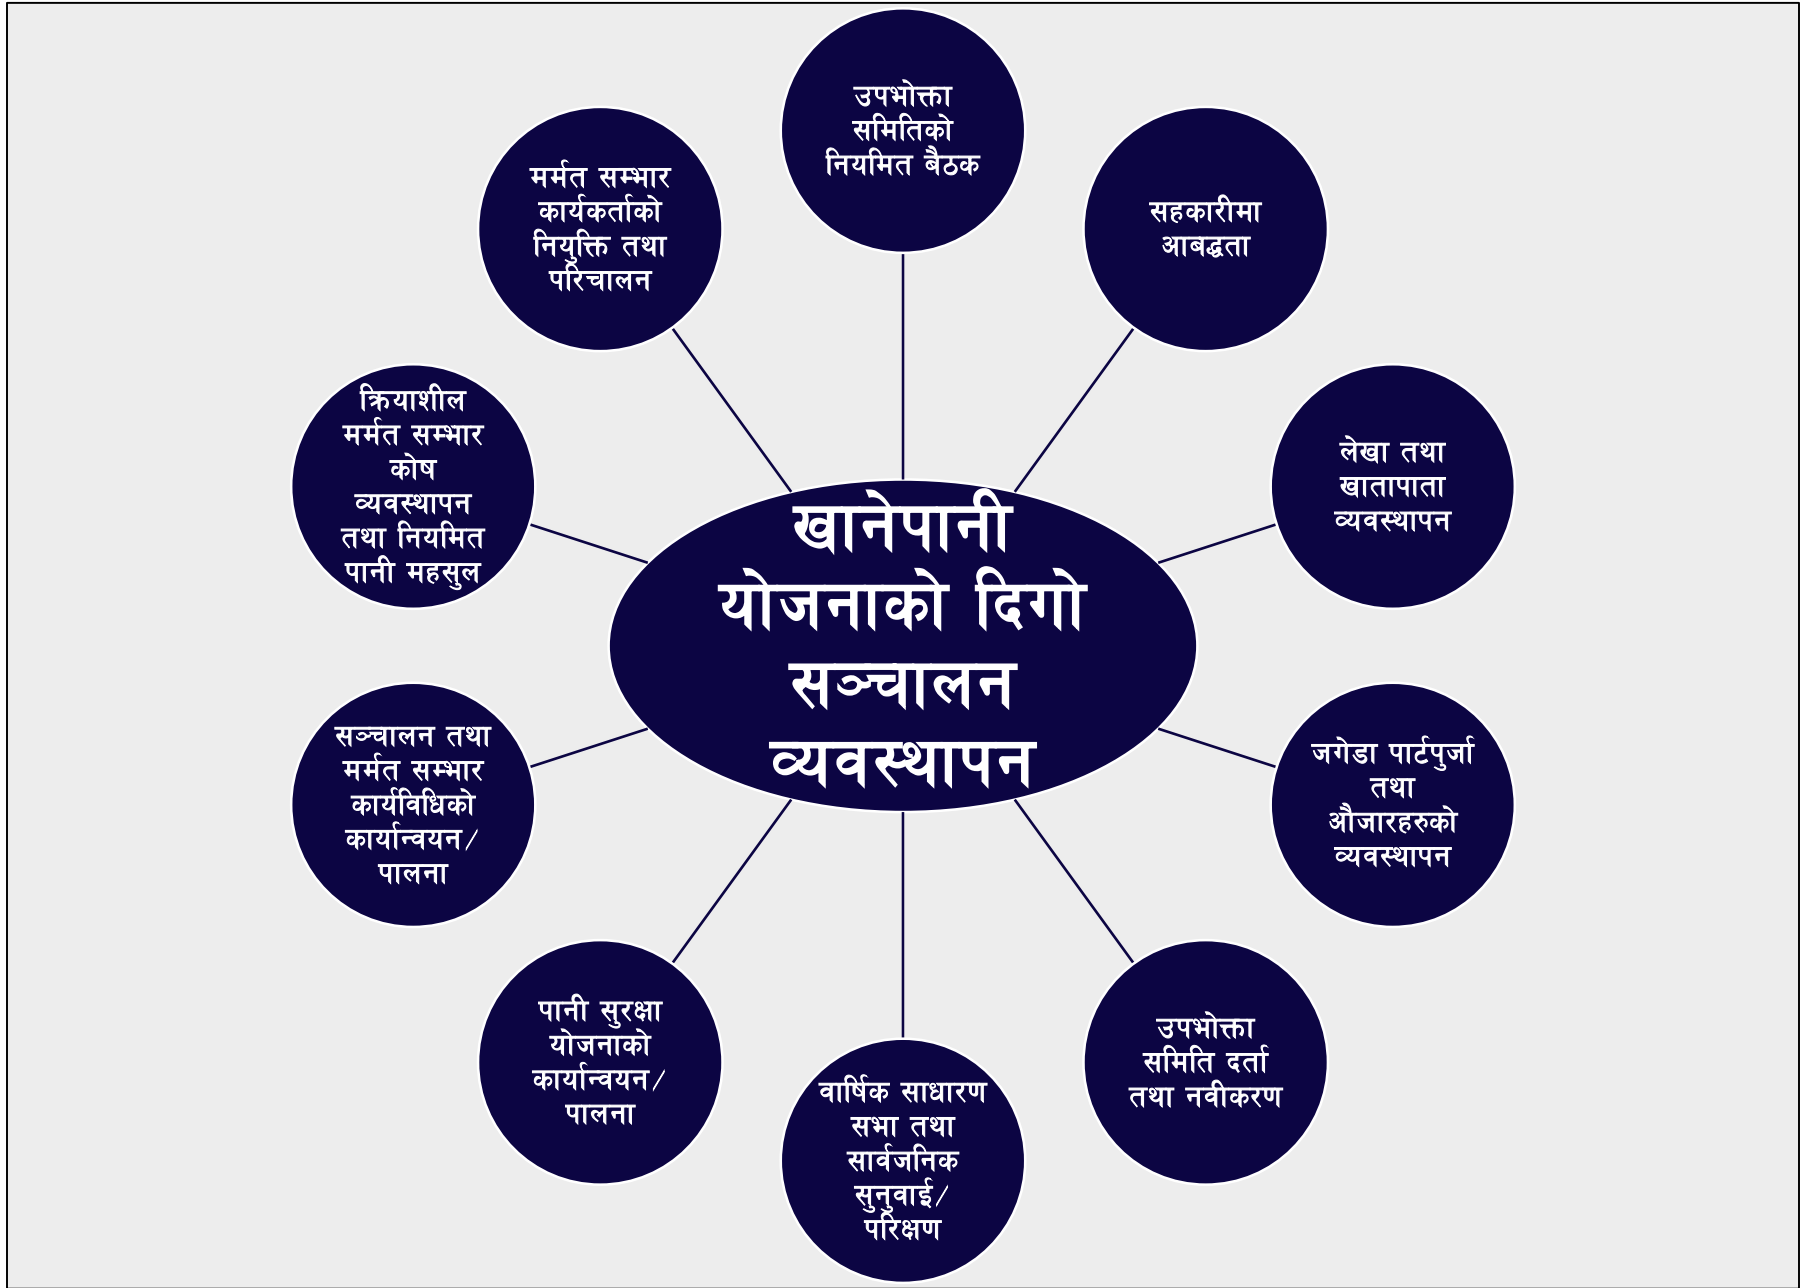 उपभोक्ता
समितिको
नियमित बैठक
सहकारीमा
आबद्धता
लेखा तथा
खातापाता
व्यवस्थापन
जगेडा पार्टपुर्जा
तथा
औजारहरुको
व्यवस्थापन
उपभोक्ता
समिति दर्ता
तथा नवीकरण
वार्षिक साधारण
सभा तथा
सार्वजनिक
सुनुवाई/
परिक्षण
पानी सुरक्षा
योजनाको
कार्यान्वयन/
पालना
सञ्चालन तथा
मर्मत सम्भार
कार्यविधिको
कार्यान्वयन/
पालना
क्रियाशील
मर्मत सम्भार
कोष
व्यवस्थापन
तथा नियमित
पानी महसुल
मर्मत सम्भार
कार्यकर्ताको
नियुक्ति तथा
परिचालन
खानेपानी
योजनाको दिगो
सञ्चालन
व्यवस्थापन